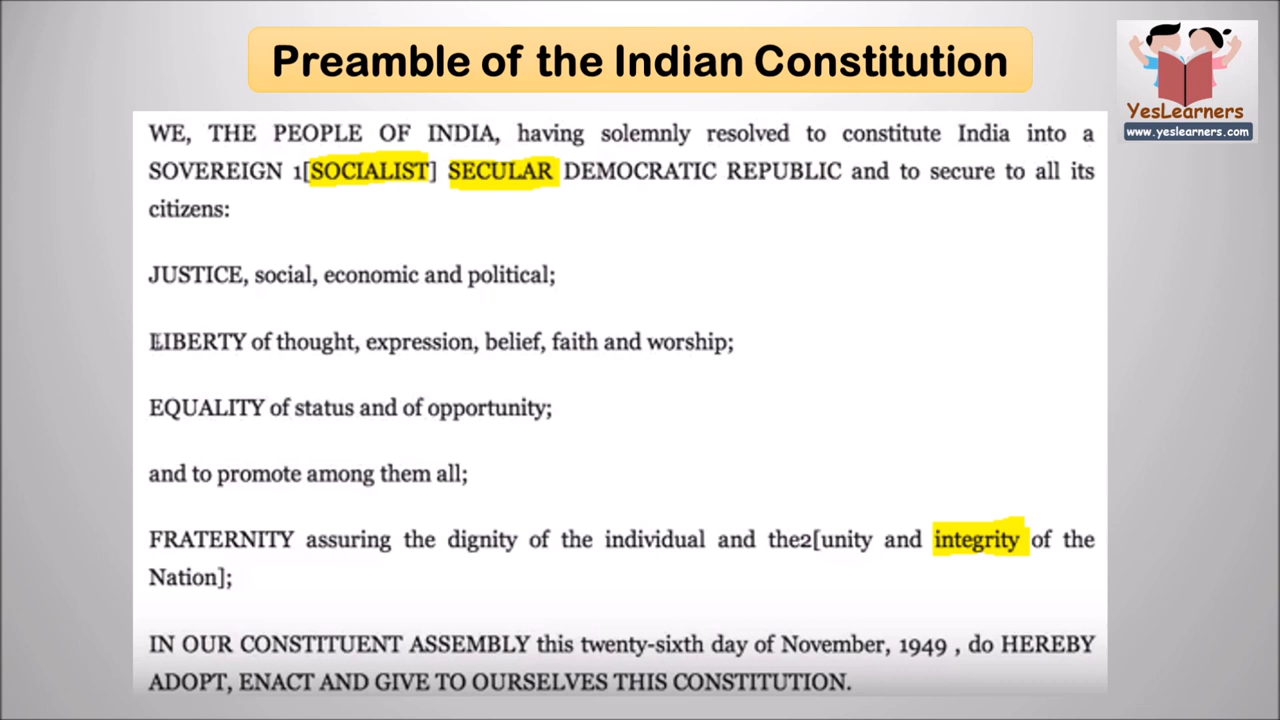 Preamble of the Indian Constitution
YesLearners
www.yeslearners.com
WE, THE PEOPLE OF INDIA, having solemnly resolved to constitute India into a
SOVEREIGN 1[SOCIALIST] SECULAR DEMOCRATIC REPUBLIC and to secure to all its
citizens:
JUSTICE, social, economic and political;
LIBERTY of thought, expression, belief, faith and worship;
EQUALITY of status and of opportunity;
and to promote among them all;
FRATERNITY assuring the dignity of the individual and the2[unity and integrity of the
Nation];
IN OUR CONSTITUENT ASSEMBLY this twenty-sixth day of November, 1949 , do HEREBY
ADOPT, ENACT AND GIVE TO OURSELVES THIS CONSTITUTION.